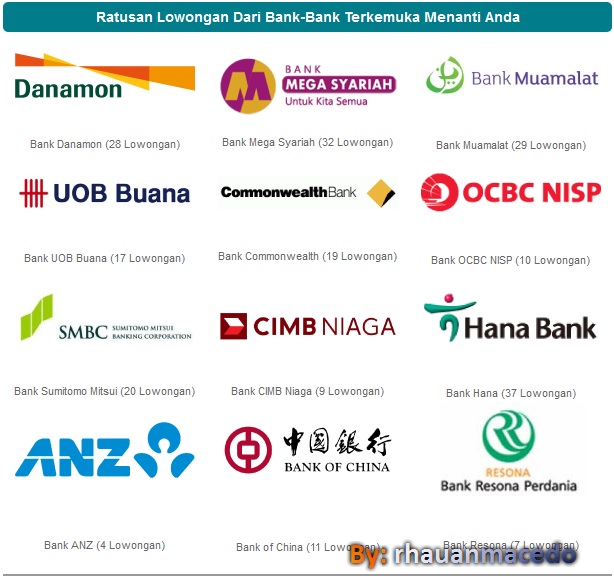 Ratusan Lowongan Dari Bank-Bank Terkemuka Menanti Anda
Danamon
BANK
MEGA SYARIAH
Untuk Kita Semua
Bank Muamalat
Bank Danamon (28 Lowongan)
Bank Mega Syariah (32 Lowongan)
Bank Muamalat (29 Lowongan)
UOB Buana
CommonwealthBank
OCBC NISP
Bank UOB Buana (17 Lowongan)
Bank Commonwealth (19 Lowongan)
Bank OCBC NISP (10 Lowongan)
SMBC SUMITOMO MITSUI
BANKING CORPORATION
CIMB NIAGA
Hana Bank
Bank Sumitomo Mitsui (20 Lowongan)
Bank CIMB Niaga (9 Lowongan)
Bank Hana (37 Lowongan)
ANZ
中國銀行
BANK OF CHINA
RESONA
Bank Resona Perdania
Bank ANZ (4 Lowongan)
Bank of China (11 Lowongan)
Bank Resona (7 Lowongan)
By: rhauanmacedo